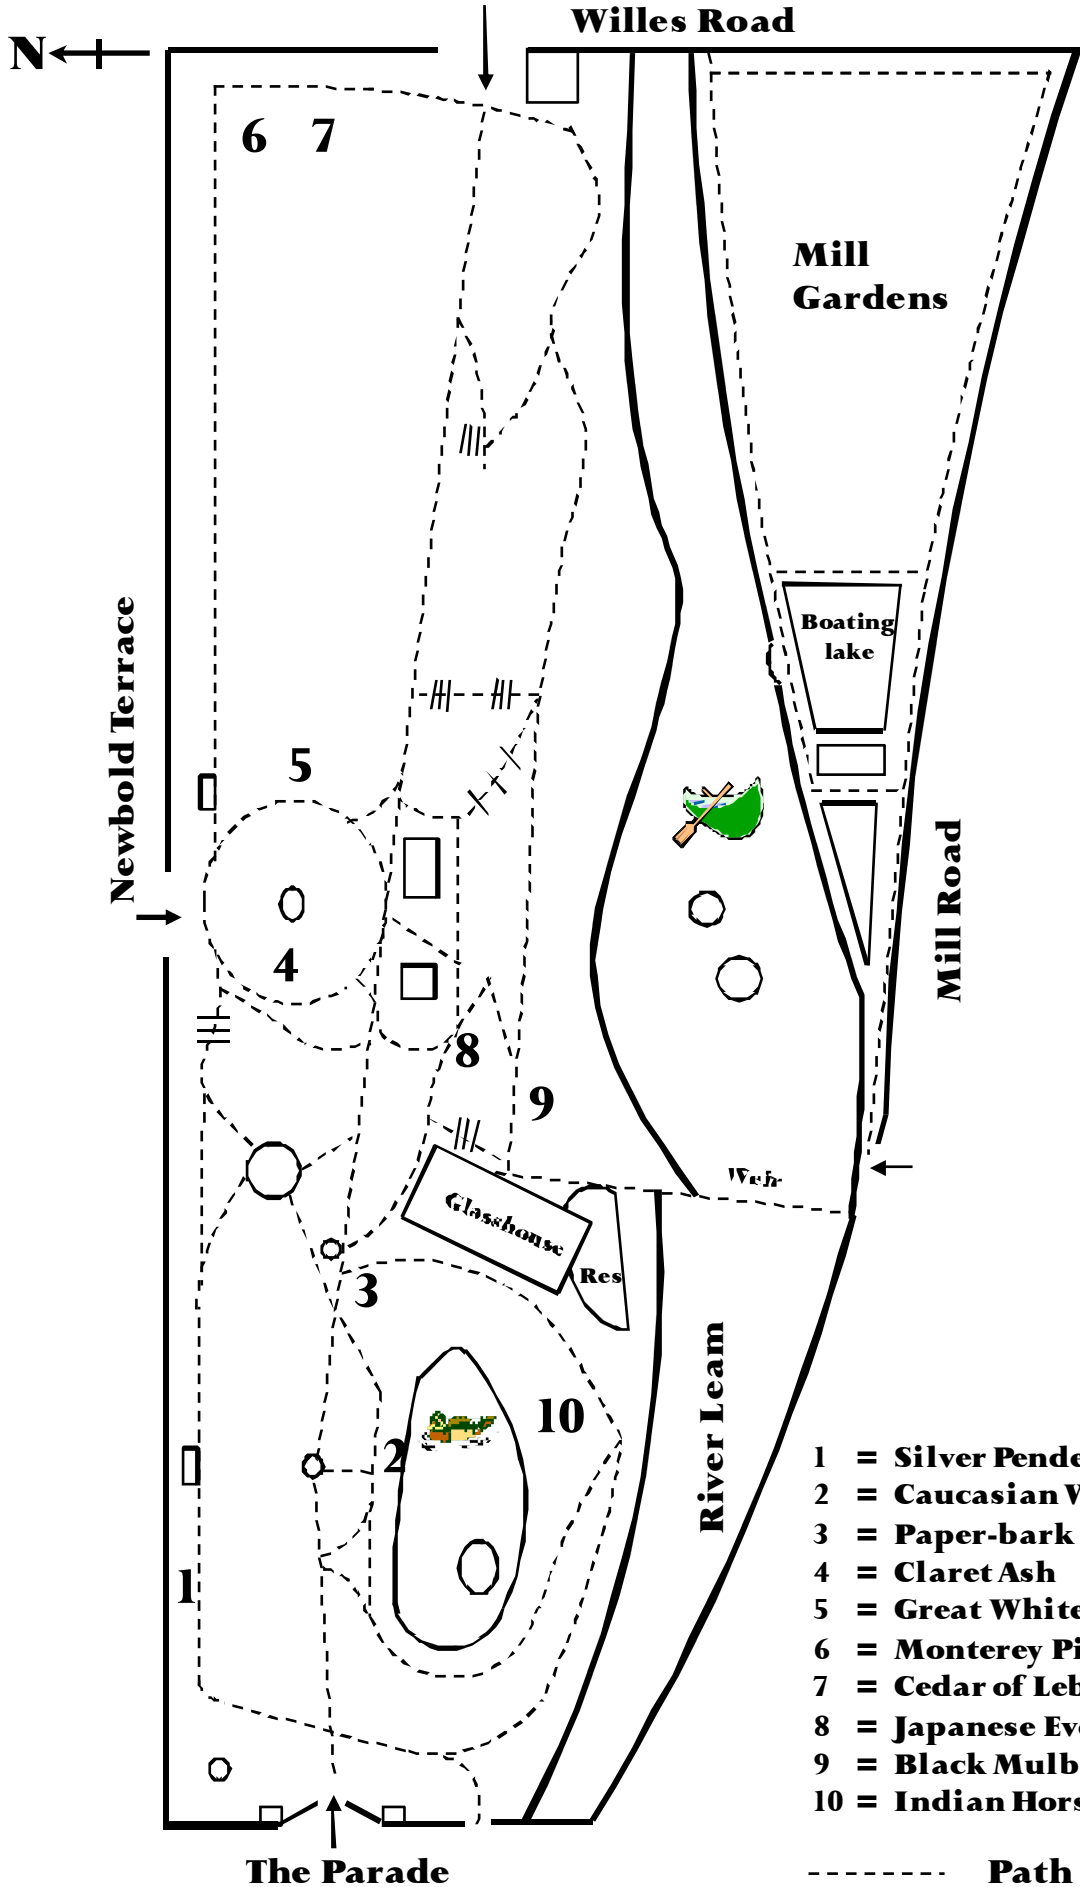 Willes Road
N
6 7
Mill
Gardens
Boating
lake
Newbold Terrace
5
4
Mill Road
8
9
Weir
Glasshouse
Res
3
10
2
River Leam
1
1 = Silver Pende
2 = Caucasian W
3 = Paper-bark
4 = Claret Ash
5 = Great White
6 = Monterey Pi
7 = Cedar of Leb
8 = Japanese Eve
9 = Black Mulb
10 = Indian Hors
The Parade
Path